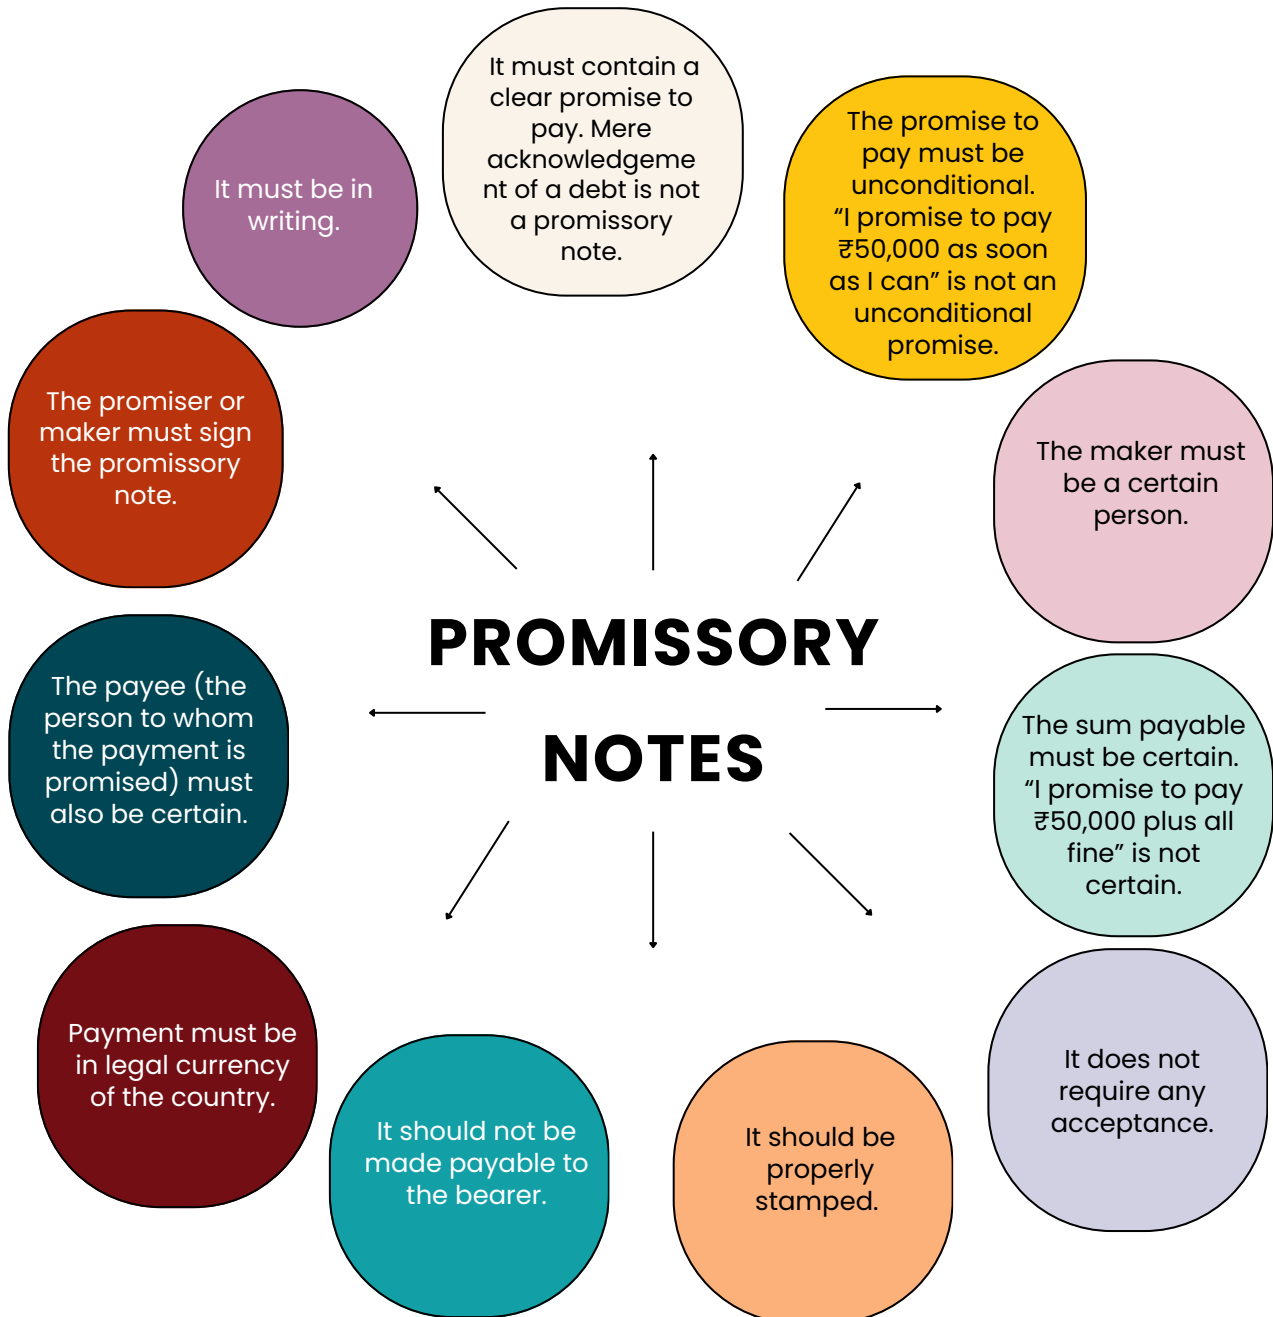 It must contain a
clear promise to
pay. Mere
acknowledgeme
nt of a debt is not
a promissory
note.
The promise to
pay must be
unconditional.
“I promise to pay
₹50,000 as soon
as I can” is not an
unconditional
promise.
The maker must
be a certain
person.
The sum payable
must be certain.
“I promise to pay
₹50,000 plus all
fine” is not
certain.
It does not
require any
acceptance.
It should be
properly
stamped.
It should not be
made payable to
the bearer.
Payment must be
in legal currency
of the country.
The payee (the
person to whom
the payment is
promised) must
also be certain.
The promiser or
maker must sign
the promissory
note.
It must be in
writing.
PROMISSORY
NOTES